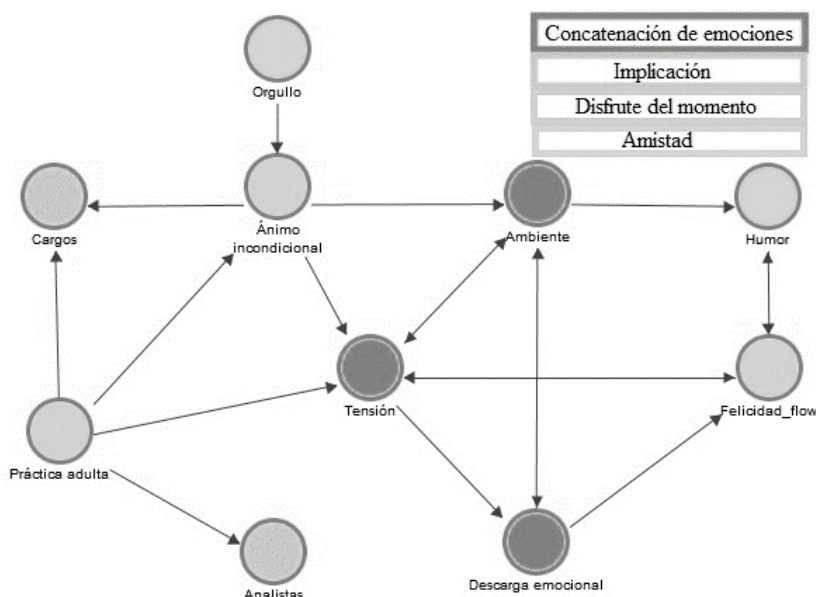 Concatenación de emociones
Implicación
Disfrute del momento
Amistad
Orgullo
Cargos
Ánimo
incondicional
Ambiente
Humor
Tensión
Felicidad_flow
Práctica adulta
Descarga emocional
Analistas